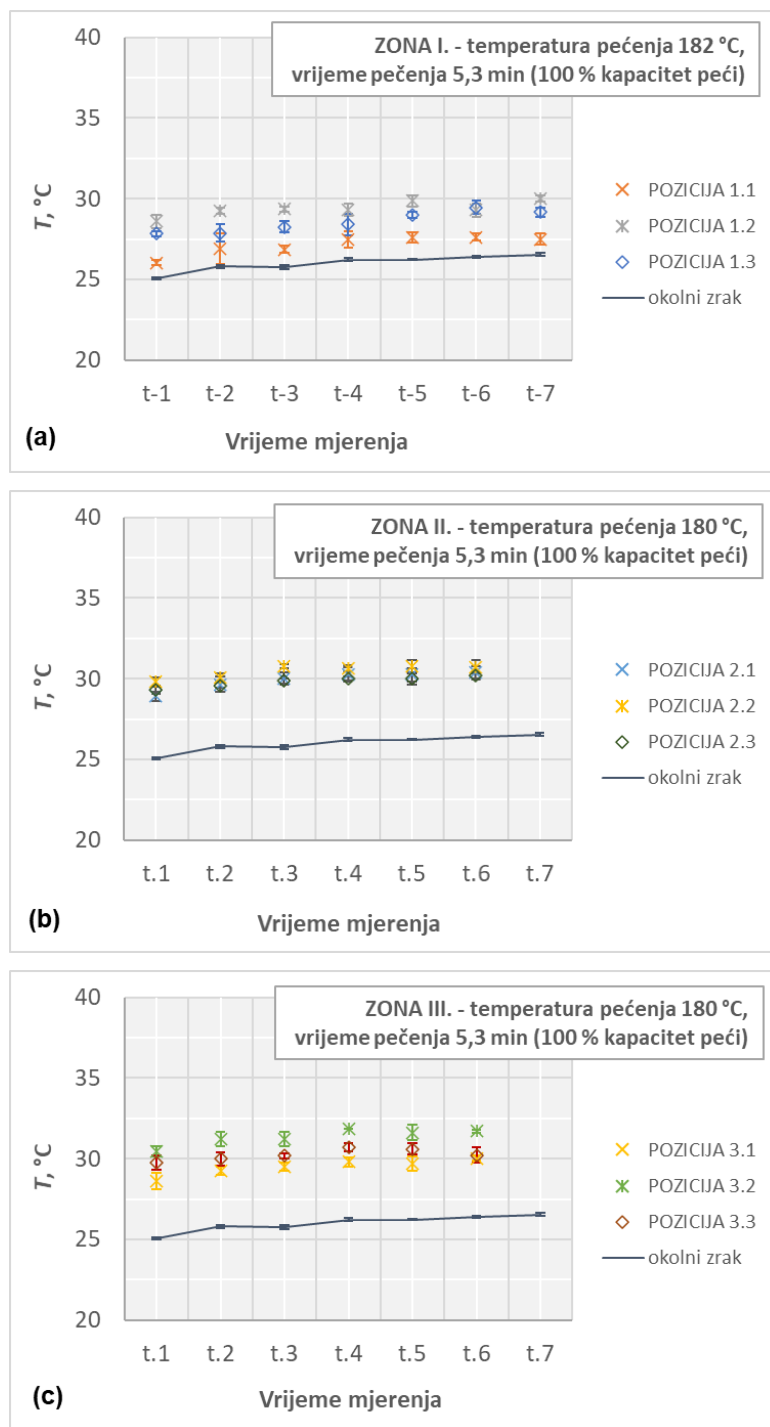 40
35
30
25
20
T, °C
ZONA I. - temperatura pećenja 182 °C,
vrijeme pečenja 5,3 min (100 % kapacitet peći)
POZICIJA 1.1
POZICIJA 1.2
POZICIJA 1.3
okolni zrak
t-1 t-2 t-3 t-4 t-5 t-6 t-7
(a)
Vrijeme mjerenja
40
35
30
25
20
T, °C
ZONA II. - temperatura pećenja 180 °C,
vrijeme pečenja 5,3 min (100 % kapacitet peći)
POZICIJA 2.1
POZICIJA 2.2
POZICIJA 2.3
okolni zrak
t.1 t.2 t.3 t.4 t.5 t.6 t.7
(b)
Vrijeme mjerenja
40
35
30
25
20
T, °C
ZONA III. - temperatura pećenja 180 °C,
vrijeme pečenja 5,3 min (100 % kapacitet peći)
POZICIJA 3.1
POZICIJA 3.2
POZICIJA 3.3
okolni zrak
t.1 t.2 t.3 t.4 t.5 t.6 t.7
(c)
Vrijeme mjerenja